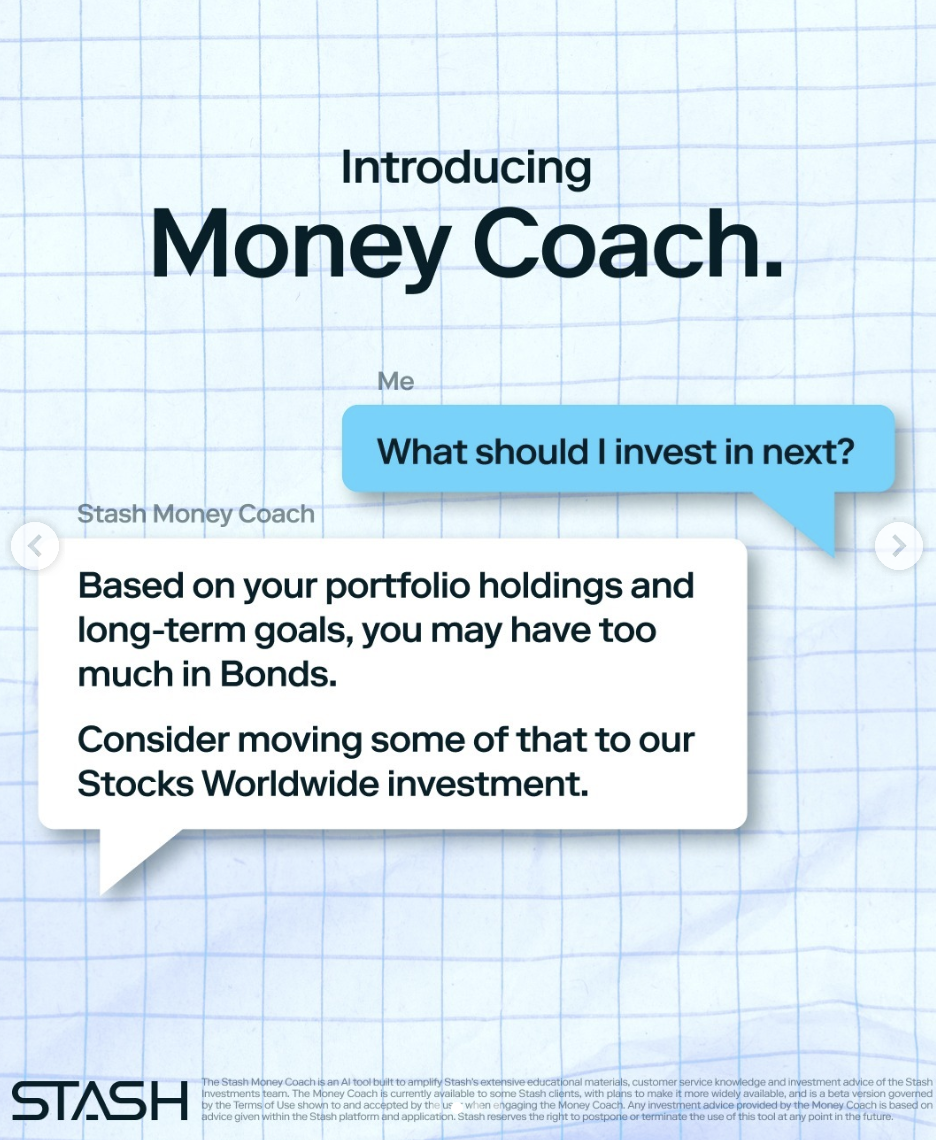 Introducing
Money Coach.
Me
What should I invest in next?
Stash Money Coach
Based on your portfolio holdings and
long-term goals, you may have too
much in Bonds.
Consider moving some of that to our
Stocks Worldwide investment.
STASH
The Stash Money Coach is an AI tool built to amplify Stash's extensive educational materials, customer service knowledge and investment advice of the Stash
Investments team. The Money Coach is currently available to some Stash clients, with plans to make it more widely available, and is a beta version governed
by the Terms of Use shown to and accepted by the when engaging the Money Coach. Any investment advice provided by the Money Coach is based on
advice given within the Stash platform and application. Stash reserves the right to postpone or terminate the use of this tool at any point in the future.